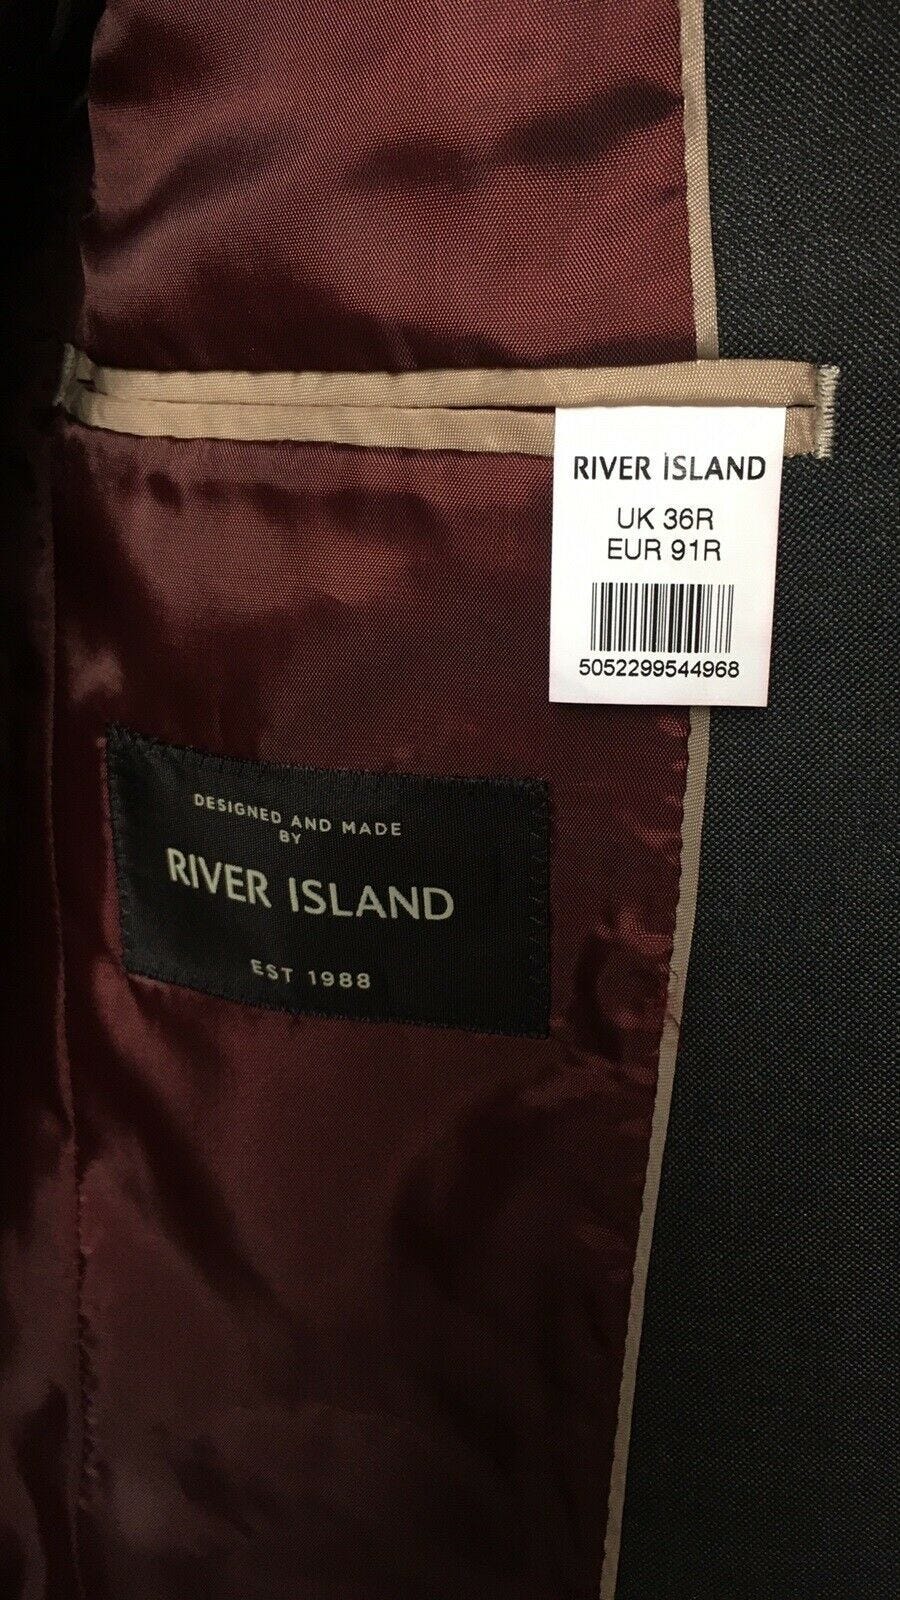 RIVER ISLAND
UK 36R
EUR 91R
5052299544968
DESIGNED AND MADE
BY
RIVER ISLAND
EST 1988